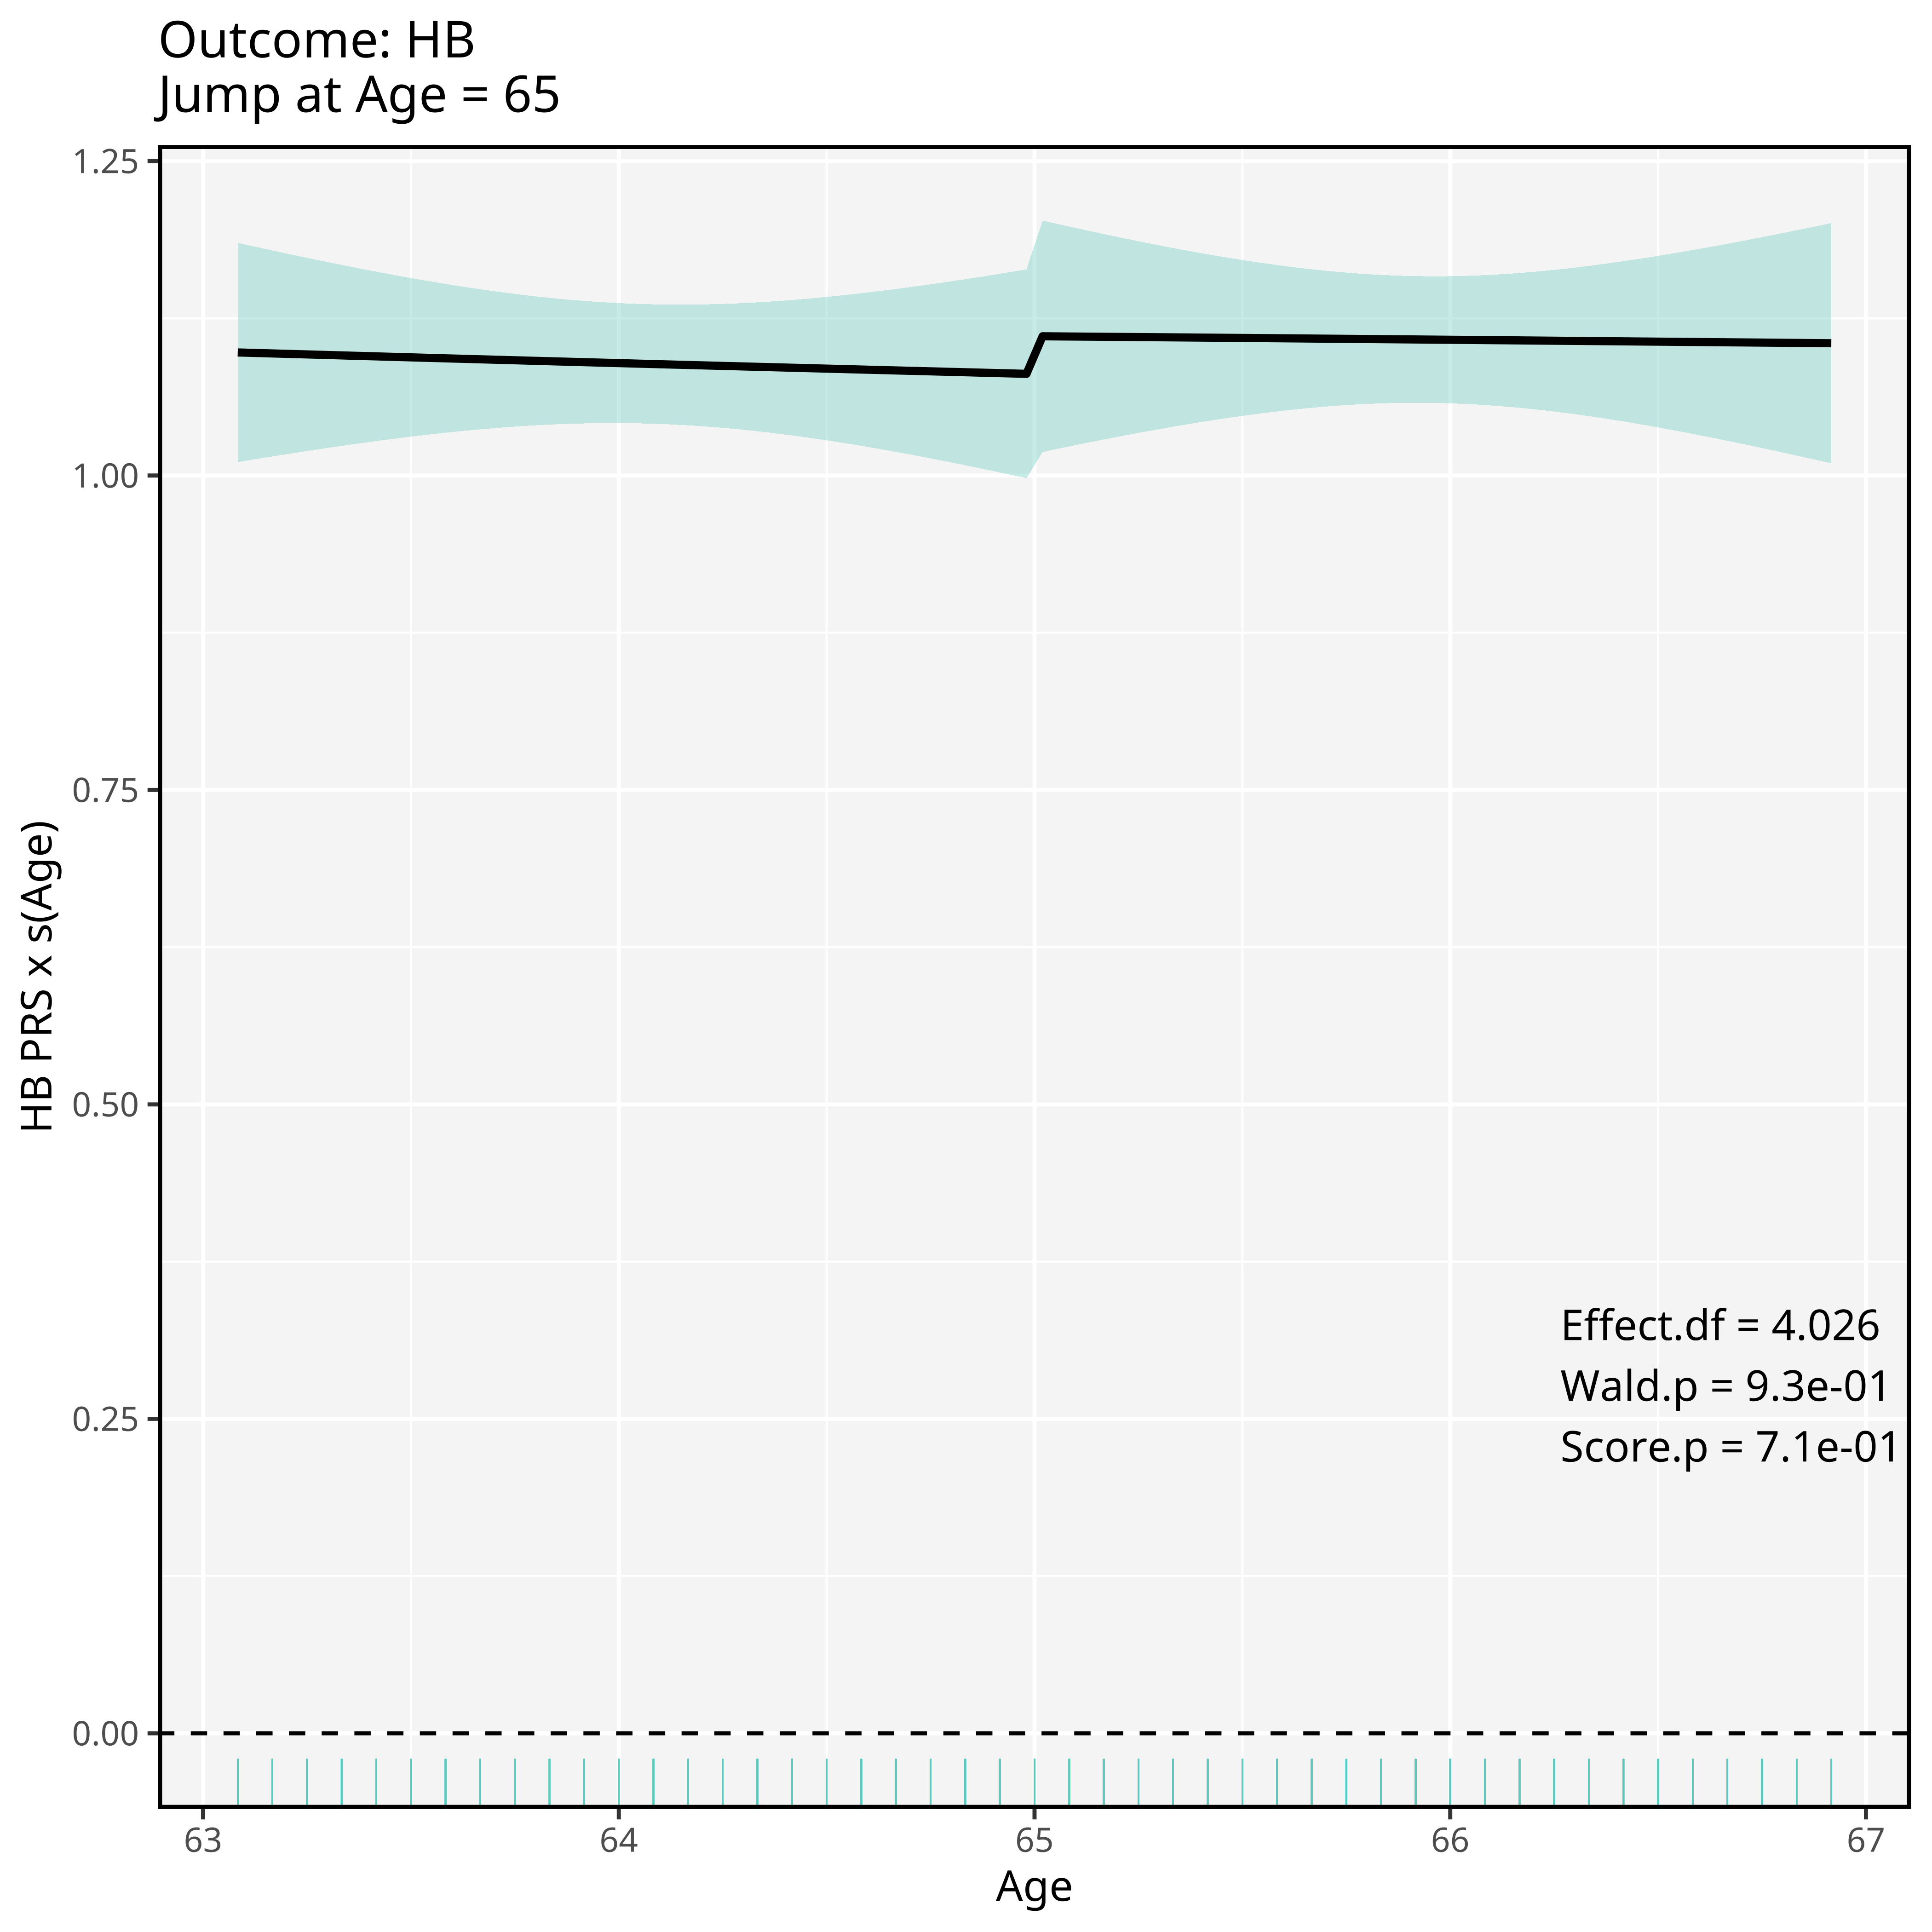 Outcome: HB
Jump at Age = 65
1.25
1.00
0.75
0.50
0.25
0.00
HB PRS x s(Age)
Effect.df = 4.026
Wald.p = 9.3e-01
Score.p = 7.1e-01
63 64 65 66 67
Age